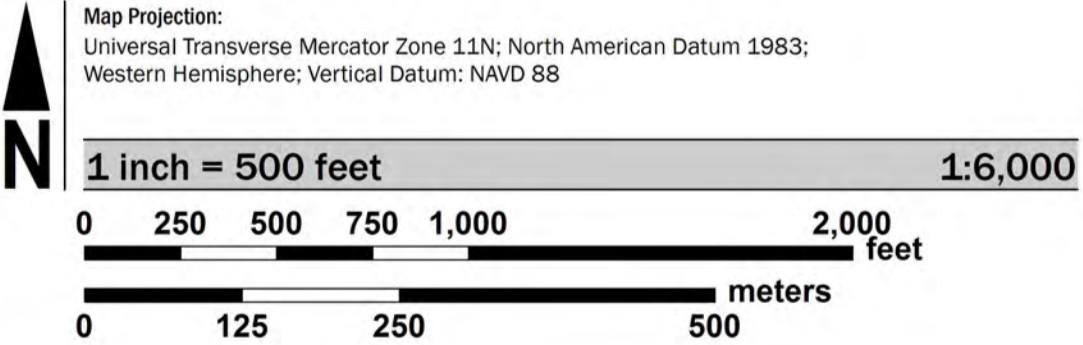 Map Projection:
Universal Transverse Mercator Zone 11N; North American Datum 1983;
Western Hemisphere; Vertical Datum: NAVD 88
N
1 inch = 500 feet 1:6,000
0 250 500 750 1,000 2,000
feet
meters
0 125 250 500